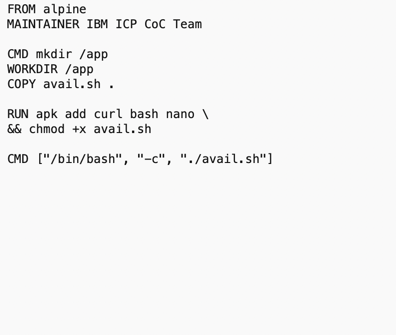 FROM alpine
MAINTAINER IBM ICP CoC Team
CMD mkdir /app
WORKDIR /app
COPY avail.sh .
RUN apk add curl bash nano \
&& chmod +x avail.sh
CMD ["/bin/bash", "-c", "./avail.sh"]